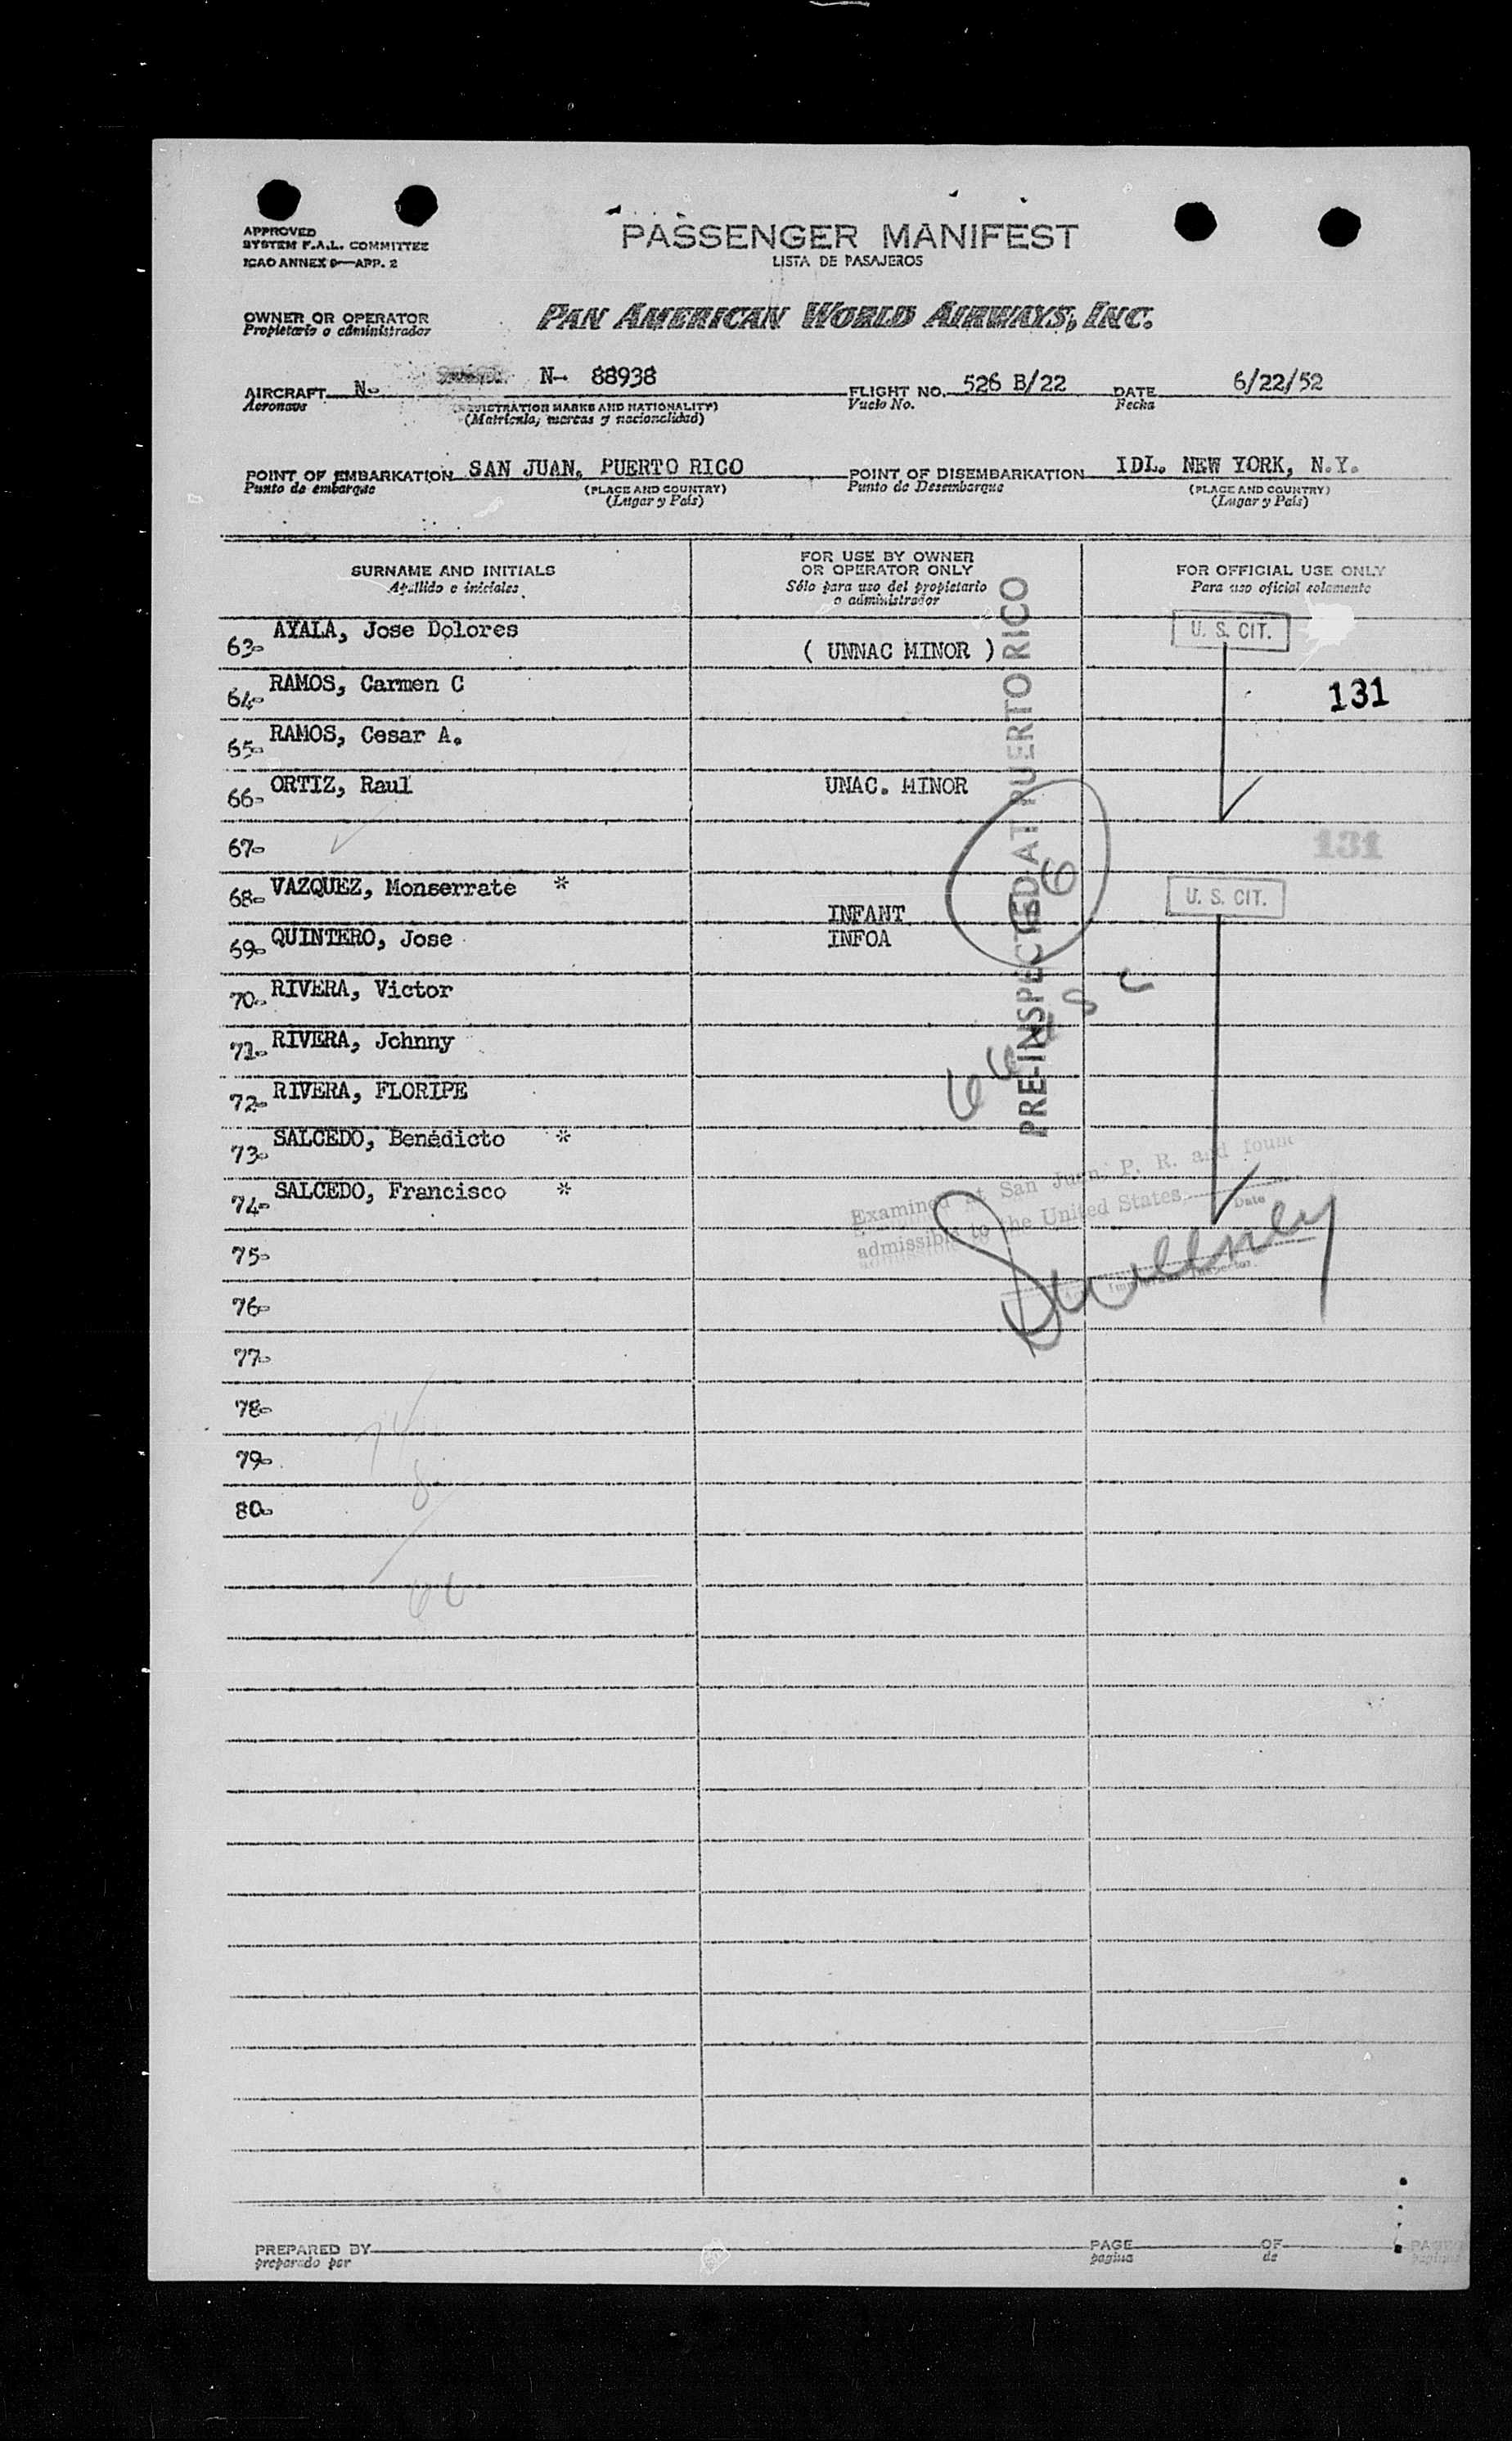 APPROVED
SYSTEM F.A.L. COMMITTEE
ICAO ANNEX 9—APP. 2
PASSENGER MANIFEST
LISTA DE PASAJEROS
OWNER OR OPERATOR
Propietario o administrador
PAN AMERICAN WORLD AIRWAYS, INC.
AIRCRAFT N- N- 88938
Aeronave
(REGISTRATION MARKS AND NATIONALITY)
(Matricula, marcas y nacionalidad)
FLIGHT NO. 526 B/22
Vuelo No.
DATE 6/22/52
Fecha
POINT OF EMBARKATION SAN JUAN, PUERTO RICO
Punto de embarque
(PLACE AND COUNTRY)
(Lugar y País)
POINT OF DISEMBARKATION IDL. NEW YORK, N.Y.
Punto de Desembarque
(PLACE AND COUNTRY)
(Lugar y País)
SURNAME AND INITIALS
Apellido e iniciales
FOR USE BY OWNER
OR OPERATOR ONLY
Sólo para uso del propietario
o administrador
FOR OFFICIAL USE ONLY
Para uso oficial solamente
63- AYALA, Jose Dolores ( UNNAC MINOR ) U. S. CIT.
64- RAMOS, Carmen C 131
65- RAMOS, Cesar A.
66- ORTIZ, Raul UNAC. MINOR
67- 131
68- VAZQUEZ, Monserrate * U. S. CIT.
INFANT
69- QUINTERO, Jose INFOA
70- RIVERA, Victor
71- RIVERA, Johnny
72- RIVERA, FLORIPE
73- SALCEDO, Benedicto *
74- SALCEDO, Francisco *
75-
76-
77-
78-
79-
80-
PRE-INSPECTED AT PUERTO RICO
66 U S C
Examined at San Juan, P. R. and found
admissible to the United States
Date
Sweeney
Immigrant Inspector.
74
8
66
PREPARED BY
preparado por
PAGE OF
pagina de
PAGE